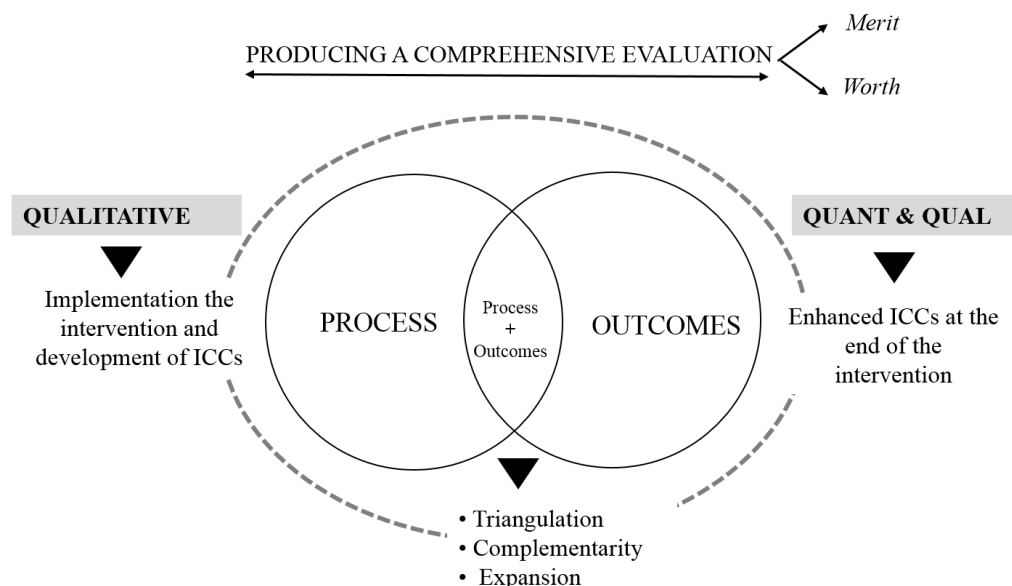 Merit
PRODUCING A COMPREHENSIVE EVALUATION
Worth
QUALITATIVE
Implementation the
intervention and
development of ICCs
PROCESS
Process
+
Outcomes
OUTCOMES
QUANT & QUAL
Enhanced ICCs at the
end of the
intervention
• Triangulation
• Complementarity
• Expansion